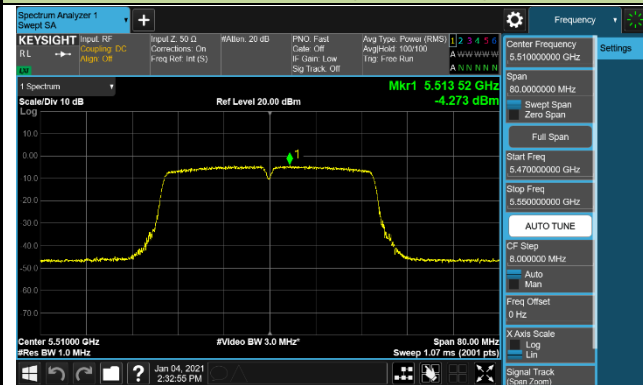 Spectrum Analyzer 1
Swept SA
+
Frequency
KEYSIGHT
RL
Input: RF
Coupling: DC
Align: Off
Input Z: 50 Ω
Corrections: On
Freq Ref: Int (S)
#Atten: 20 dB
PNO: Fast
Gate: Off
IF Gain: Low
Sig Track: Off
Avg Type: Power (RMS)
Avg|Hold: 100/100
Trig: Free Run
1 2 3 4 5 6
A W W W W W
A N N N N N
1 Spectrum
Scale/Div 10 dB
Log
Ref Level 20.00 dBm
Mkr1 5.513 52 GHz
-4.273 dBm
10.0
0.00
-10.0
-20.0
-30.0
-40.0
-50.0
-60.0
-70.0
1
Center 5.51000 GHz
#Res BW 1.0 MHz
#Video BW 3.0 MHz*
Span 80.00 MHz
Sweep 1.07 ms (2001 pts)
Jan 04, 2021
2:32:55 PM
?
Center Frequency
5.510000000 GHz
Span
80.0000000 MHz
Swept Span
Zero Span
Full Span
Start Freq
5.470000000 GHz
Stop Freq
5.550000000 GHz
AUTO TUNE
CF Step
8.000000 MHz
Auto
Man
Freq Offset
0 Hz
X Axis Scale
Log
Lin
Signal Track
(Span Zoom)
Settings